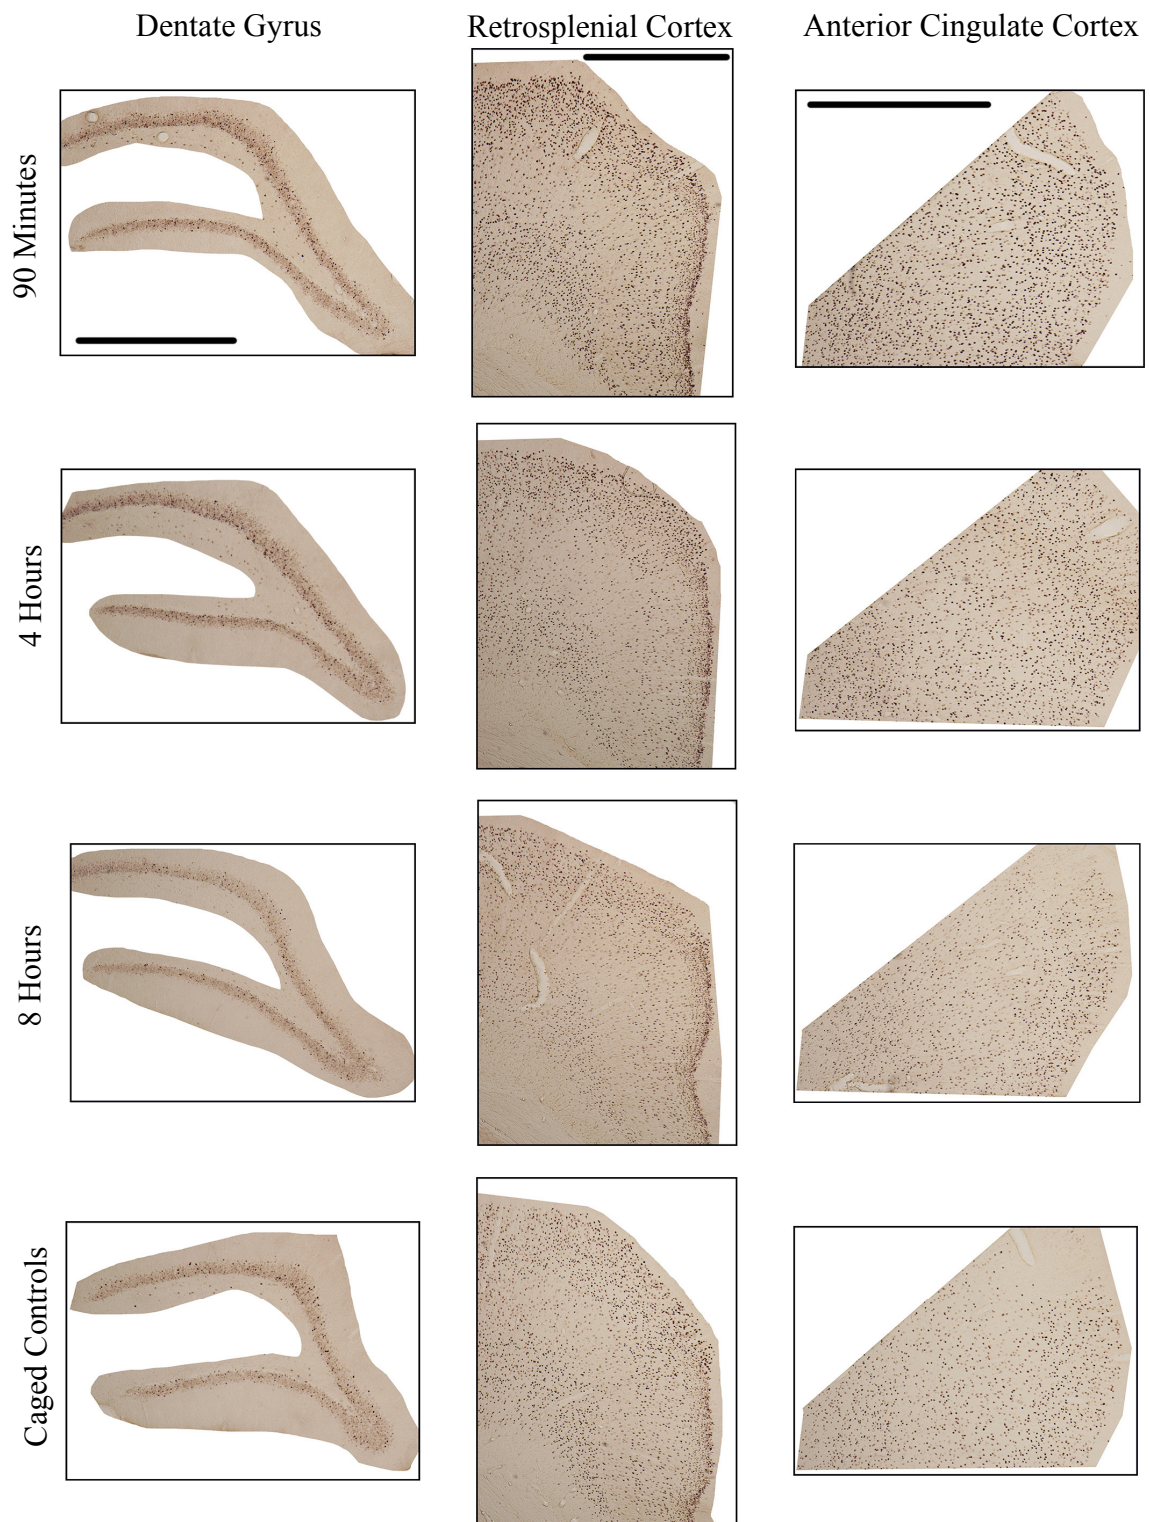 Dentate Gyrus
Retrosplenial Cortex
Anterior Cingulate Cortex
90 Minutes
4 Hours
8 Hours
Caged Controls